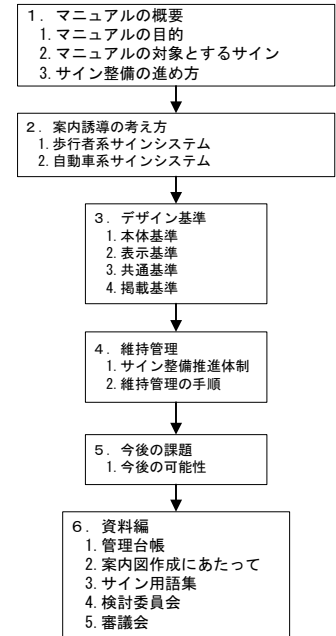 １．マニュアルの概要
1. マニュアルの目的
2. マニュアルの対象とするサイン
3. サイン整備の進め方
２．案内誘導の考え方
1. 歩行者系サインシステム
2. 自動車系サインシステム
３．デザイン基準
1. 本体基準
2. 表示基準
3. 共通基準
4. 掲載基準
４．維持管理
1. サイン整備推進体制
2. 維持管理の手順
５．今後の課題
1. 今後の可能性
６．資料編
1. 管理台帳
2. 案内図作成にあたって
3. サイン用語集
4. 検討委員会
5. 審議会